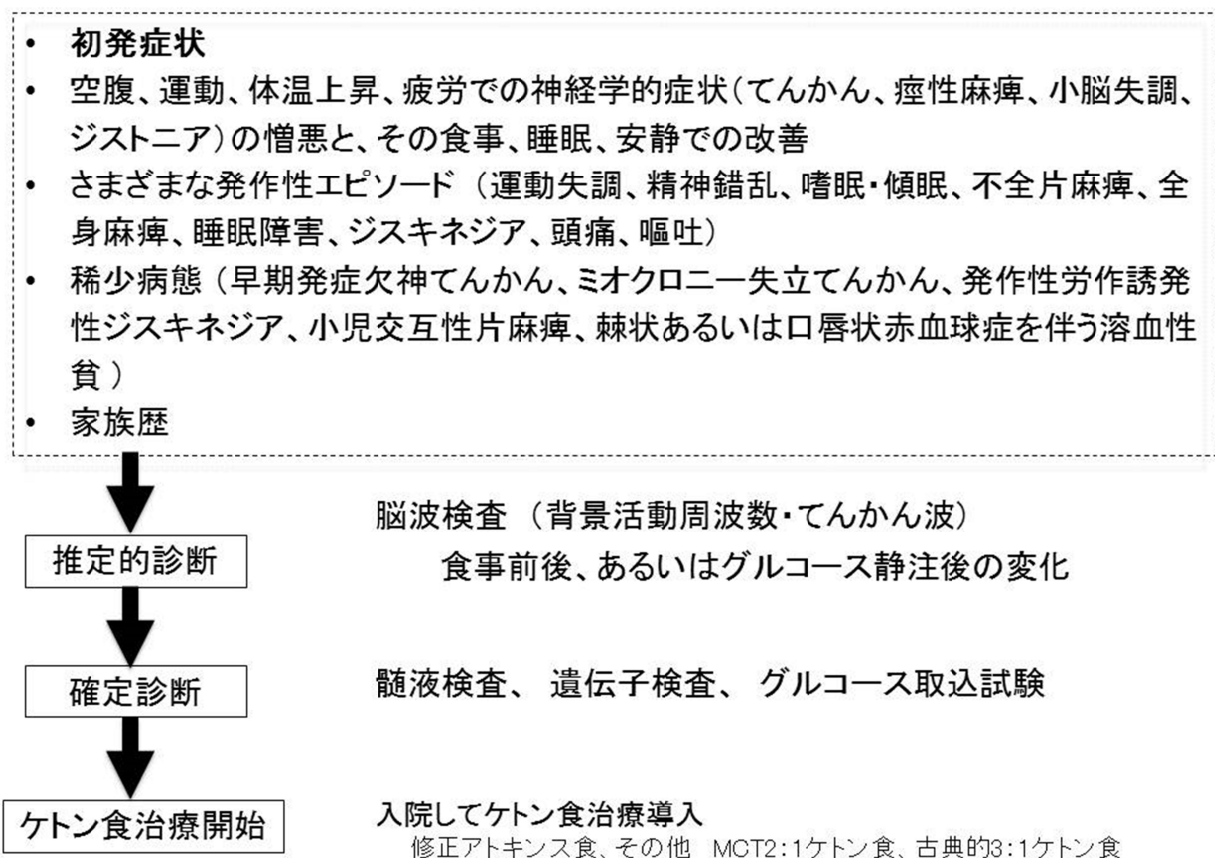 • 初発症状
• 空腹、運動、体温上昇、疲労での神経学的症状（てんかん、痙性麻痺、小脳失調、
ジストニア）の憎悪と、その食事、睡眠、安静での改善
• さまざまな発作性エピソード （運動失調、精神錯乱、嗜眠・傾眠、不全片麻痺、全
身麻痺、睡眠障害、ジスキネジア、頭痛、嘔吐）
• 稀少病態 （早期発症欠神てんかん、ミオクロニー失立てんかん、発作性労作誘発
性ジスキネジア、小児交互性片麻痺、棘状あるいは口唇状赤血球症を伴う溶血性
貧 ）
• 家族歴
脳波検査 （背景活動周波数・てんかん波）
推定的診断
食事前後、あるいはグルコース静注後の変化
確定診断
髄液検査、 遺伝子検査、 グルコース取込試験
ケトン食治療開始
入院してケトン食治療導入
修正アトキンス食、その他 MCT2：1ケトン食、古典的3：1ケトン食